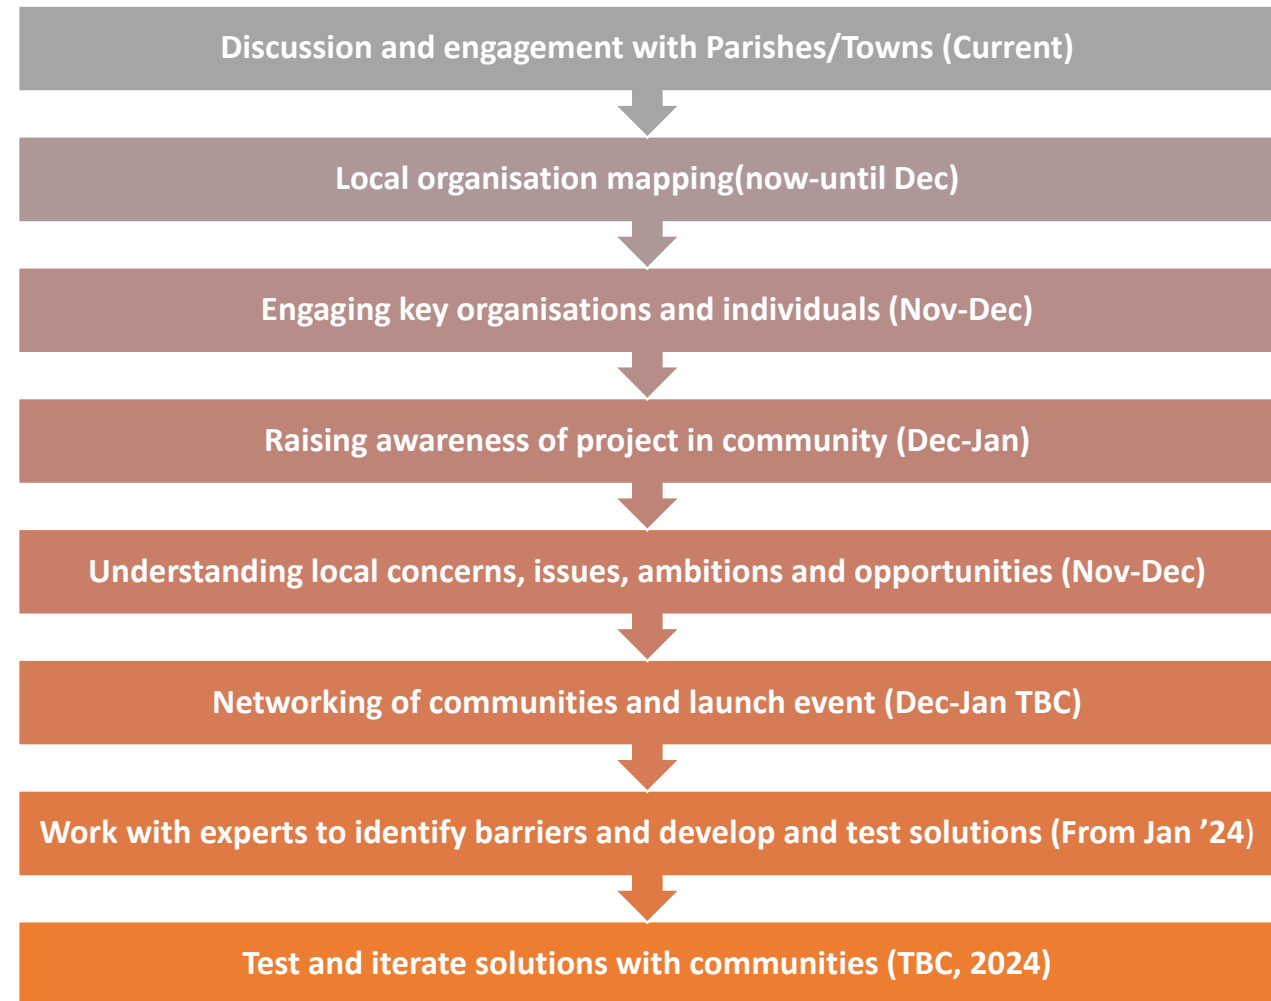 Discussion and engagement with Parishes/Towns (Current)
Local organisation mapping(now-until Dec)
Engaging key organisations and individuals (Nov-Dec)
Raising awareness of project in community (Dec-Jan)
Understanding local concerns, issues, ambitions and opportunities (Nov-Dec)
Networking of communities and launch event (Dec-Jan TBC)
Work with experts to identify barriers and develop and test solutions (From Jan ’24)
Test and iterate solutions with communities (TBC, 2024)